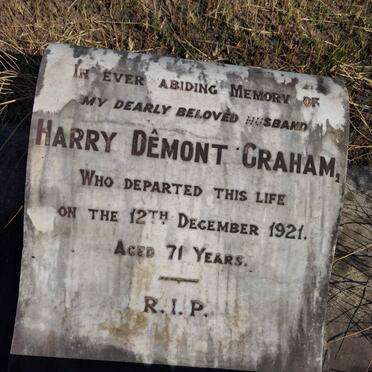 In ever abiding Memory of
my dearly beloved husband
Harry Dêmont Graham,
Who departed this life
on the 12th December 1921.
Aged 71 Years.
R.I.P.